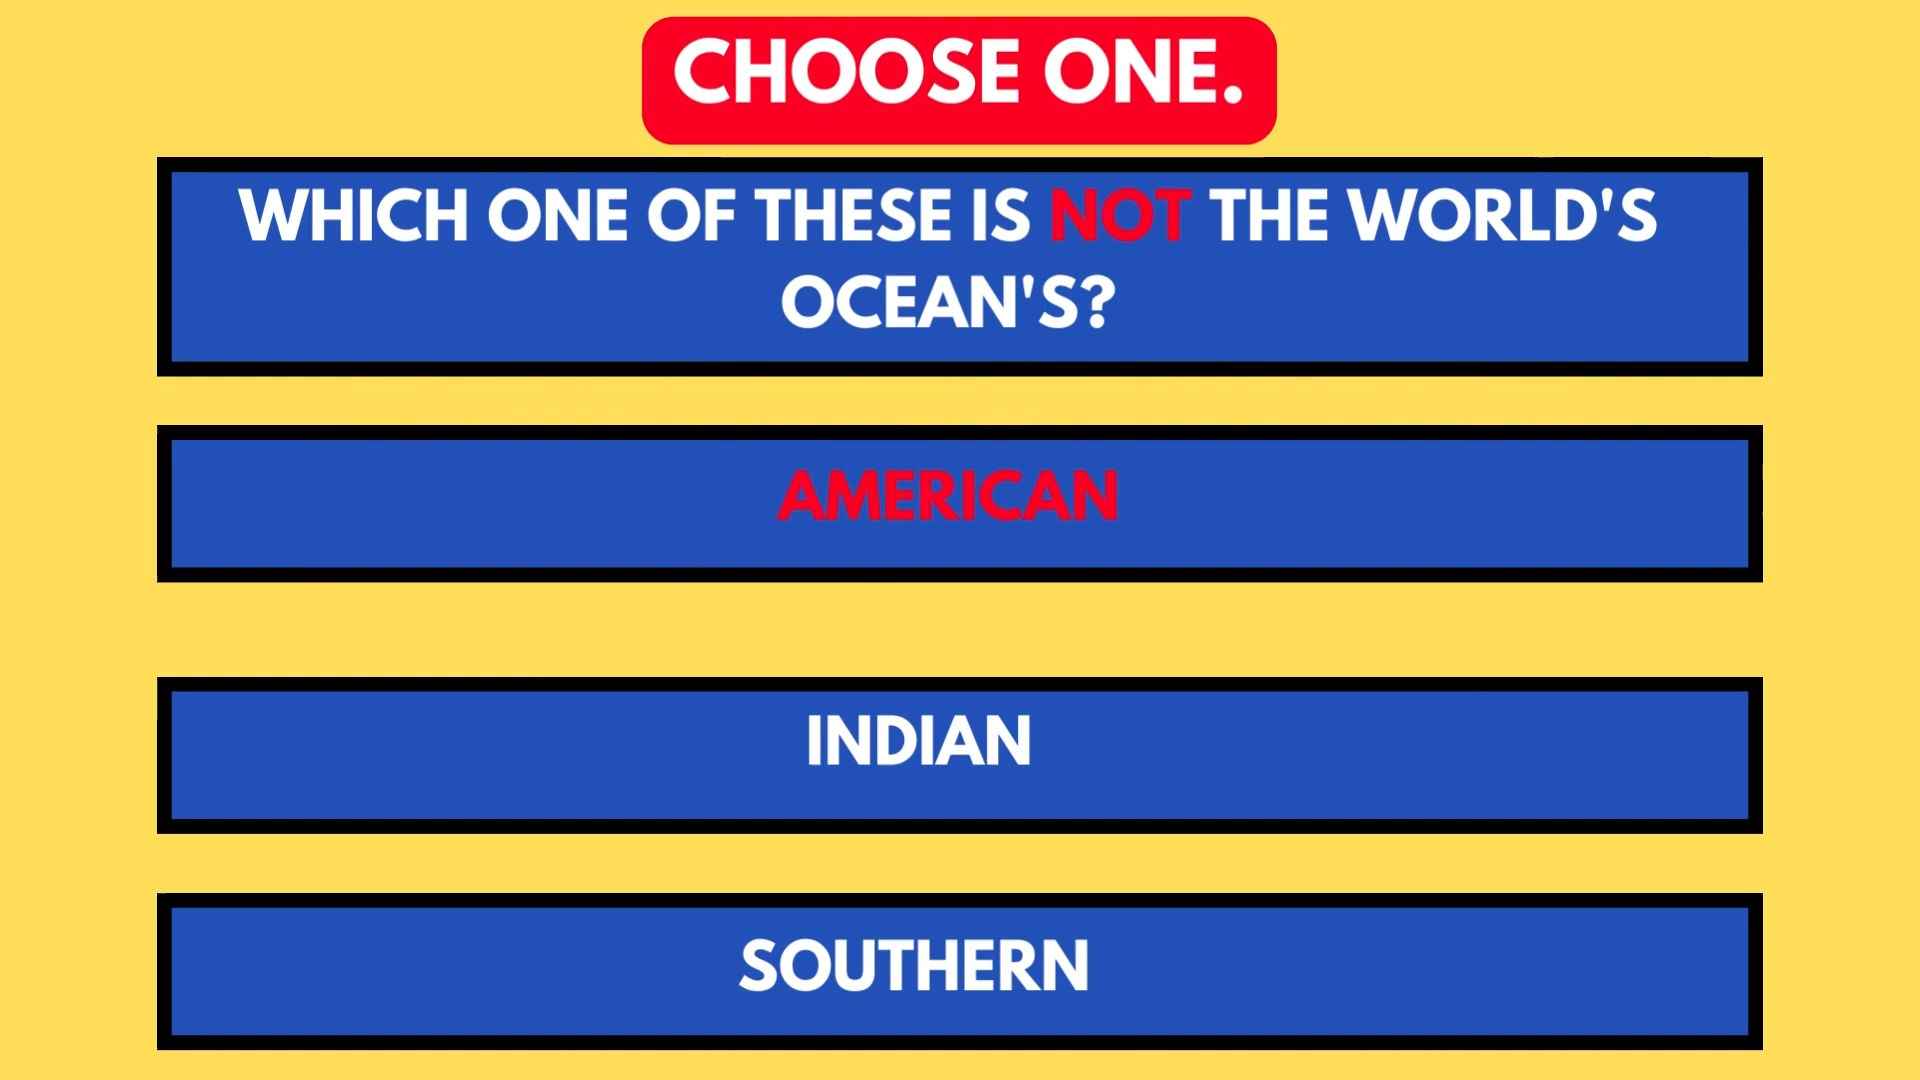 CHOOSE ONE.
WHICH ONE OF THESE IS NOT THE WORLD'S
OCEAN'S?
AMERICAN
INDIAN
SOUTHERN